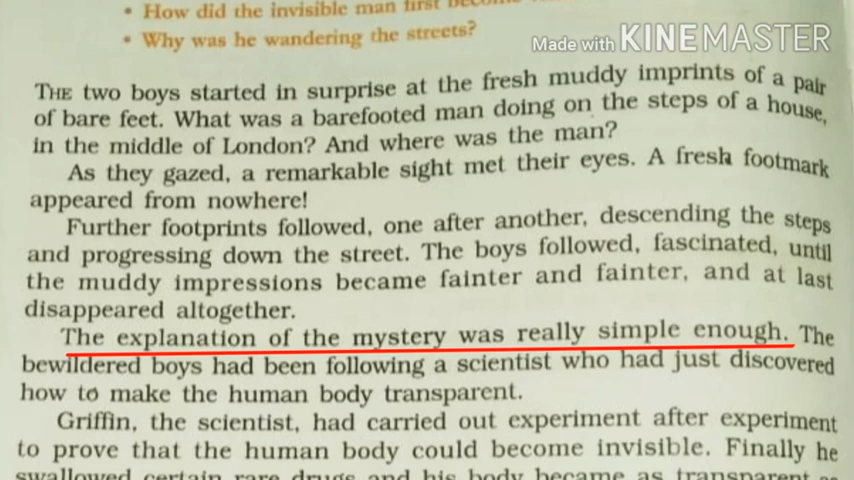 • How did the invisible man first
• Why was he wandering the streets?
Made with KINEMASTER
THE two boys started in surprise at the fresh muddy imprints of a pair
of bare feet. What was a barefooted man doing on the steps of a house,
in the middle of London? And where was the man?
As they gazed, a remarkable sight met their eyes. A fresh footmark
appeared from nowhere!
Further footprints followed, one after another, descending the steps
and progressing down the street. The boys followed, fascinated, until
the muddy impressions became fainter and fainter, and at last
disappeared altogether.
The explanation of the mystery was really simple enough. The
bewildered boys had been following a scientist who had just discovered
how to make the human body transparent.
Griffin, the scientist, had carried out experiment after experiment
to prove that the human body could become invisible. Finally he
swallowed certain rare drugs and his body became as transparent as